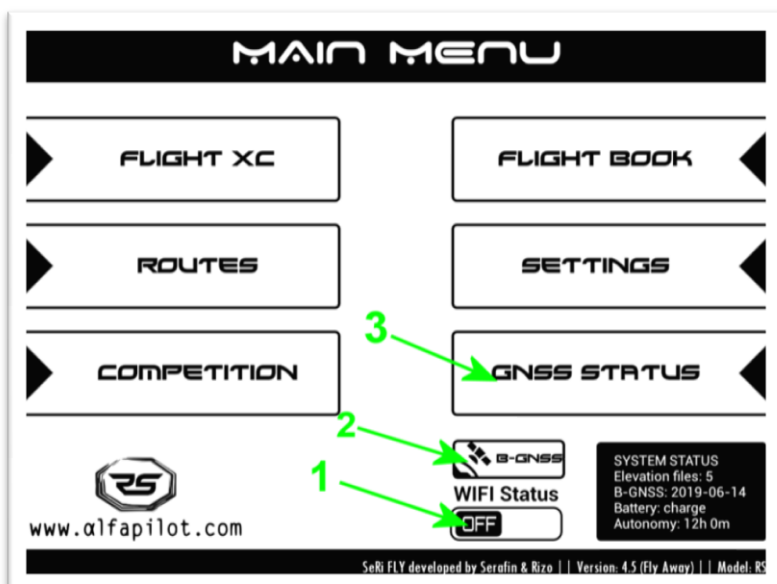 MAIN MENU
FLIGHT XC
FLIGHT BOOK
ROUTES
SETTINGS
3
COMPETITION
GNSS STATUS
2
B-GNSS
1
WIFI Status
OFF
RS
www.αlfapilot.com
SYSTEM STATUS
Elevation files: 5
B-GNSS: 2019-06-14
Battery: charge
Autonomy: 12h 0m
SeRi FLY developed by Serafin & Rizo || Version: 4.5 (Fly Away) || Model: RS